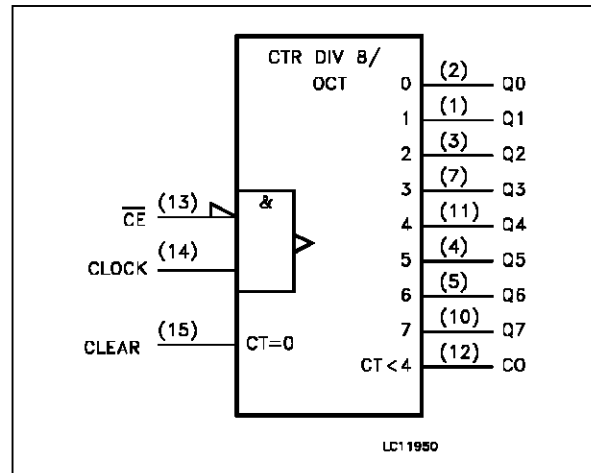 CTR DIV 8/
OCT
0 (2) Q0
1 (1) Q1
2 (3) Q2
3 (7) Q3
CE (13) &
4 (11) Q4
CLOCK (14)
5 (4) Q5
6 (5) Q6
7 (10) Q7
CLEAR (15) CT=0
CT<4 (12) CO
LC11950